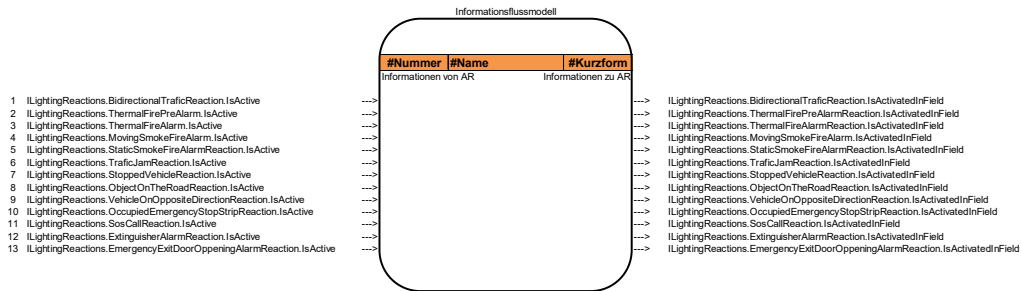 Informationsflussmodell
#Nummer #Name #Kurzform
Informationen von AR Informationen zu AR
1 ILightingReactions.BidirectionalTraficReaction.IsActive ---> ---> ILightingReactions.BidirectionalTraficReaction.IsActivatedInField
2 ILightingReactions.ThermalFirePreAlarm.IsActive ---> ---> ILightingReactions.ThermalFirePreAlarmReaction.IsActivatedInField
3 ILightingReactions.ThermalFireAlarm.IsActive ---> ---> ILightingReactions.ThermalFireAlarmReaction.IsActivatedInField
4 ILightingReactions.MovingSmokeFireAlarm.IsActive ---> ---> ILightingReactions.MovingSmokeFireAlarm.IsActivatedInField
5 ILightingReactions.StaticSmokeFireAlarmReaction.IsActive ---> ---> ILightingReactions.StaticSmokeFireAlarmReaction.IsActivatedInField
6 ILightingReactions.TraficJamReaction.IsActive ---> ---> ILightingReactions.TraficJamReaction.IsActivatedInField
7 ILightingReactions.StoppedVehicleReaction.IsActive ---> ---> ILightingReactions.StoppedVehicleReaction.IsActivatedInField
8 ILightingReactions.ObjectOnTheRoadReaction.IsActive ---> ---> ILightingReactions.ObjectOnTheRoadReaction.IsActivatedInField
9 ILightingReactions.VehicleOnOppositeDirectionReaction.IsActive ---> ---> ILightingReactions.VehicleOnOppositeDirectionReaction.IsActivatedInField
10 ILightingReactions.OccupiedEmergencyStopStripReaction.IsActive ---> ---> ILightingReactions.OccupiedEmergencyStopStripReaction.IsActivatedInField
11 ILightingReactions.SosCallReaction.IsActive ---> ---> ILightingReactions.SosCallReaction.IsActivatedInField
12 ILightingReactions.ExtinguisherAlarmReaction.IsActive ---> ---> ILightingReactions.ExtinguisherAlarmReaction.IsActivatedInField
13 ILightingReactions.EmergencyExitDoorOppeningAlarmReaction.IsActive ---> ---> ILightingReactions.EmergencyExitDoorOppeningAlarmReaction.IsActivatedInField